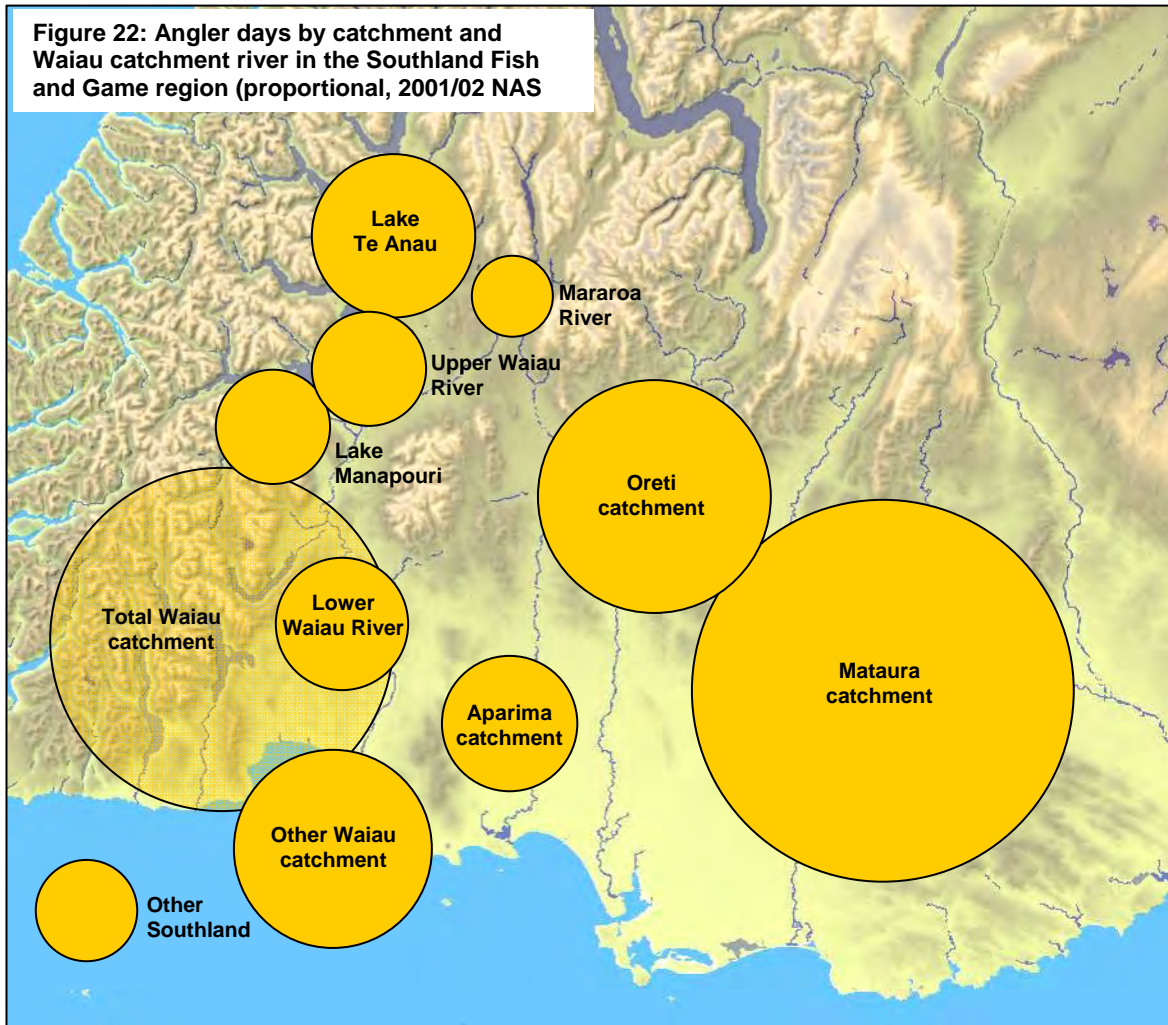 Figure 22: Angler days by catchment and
Waiau catchment river in the Southland Fish
and Game region (proportional, 2001/02 NAS
Lake
Te Anau
Mararoa
River
Upper Waiau
River
Lake
Manapouri
Oreti
catchment
Total Waiau
catchment
Lower
Waiau River
Mataura
catchment
Aparima
catchment
Other Waiau
catchment
Other
Southland